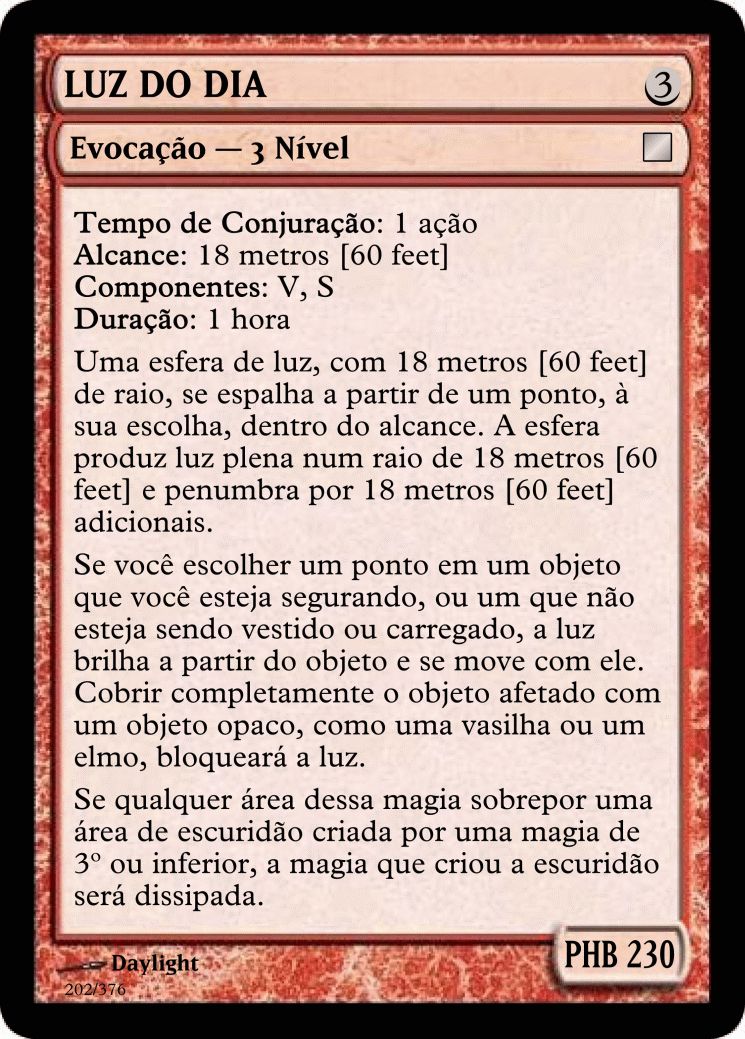 LUZ DO DIA
3
Evocação — 3 Nível
Tempo de Conjuração: 1 ação
Alcance: 18 metros [60 feet]
Componentes: V, S
Duração: 1 hora
Uma esfera de luz, com 18 metros [60 feet]
de raio, se espalha a partir de um ponto, à
sua escolha, dentro do alcance. A esfera
produz luz plena num raio de 18 metros [60
feet] e penumbra por 18 metros [60 feet]
adicionais.
Se você escolher um ponto em um objeto
que você esteja segurando, ou um que não
esteja sendo vestido ou carregado, a luz
brilha a partir do objeto e se move com ele.
Cobrir completamente o objeto afetado com
um objeto opaco, como uma vasilha ou um
elmo, bloqueará a luz.
Se qualquer área dessa magia sobrepor uma
área de escuridão criada por uma magia de
3º ou inferior, a magia que criou a escuridão
será dissipada.
PHB 230
Daylight
202/376